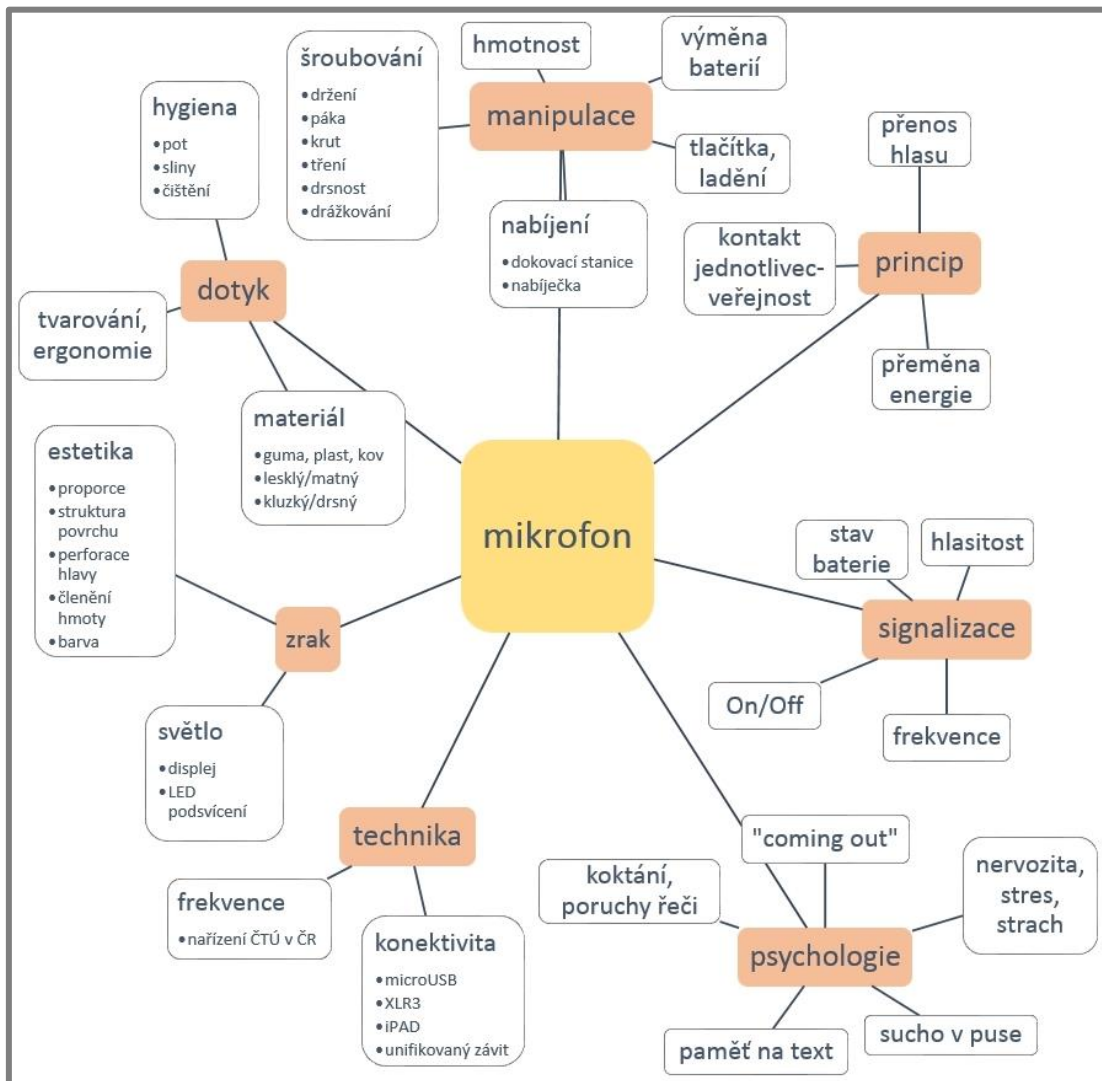 hmotnost
výměna
baterií
šroubování
• držení
• páka
• krut
• tření
• drsnost
• drážkování
manipulace
tlačítka,
ladění
nabíjení
• dokovací stanice
• nabíječka
hygiena
• pot
• sliny
• čištění
dotyk
tvarování,
ergonomie
materiál
• guma, plast, kov
• lesklý/matný
• kluzký/drsný
přenos
hlasu
kontakt
jednotlivec-
veřejnost
princip
přeměna
energie
mikrofon
estetika
• proporce
• struktura
povrchu
• perforace
hlavy
• členění
hmoty
• barva
zrak
světlo
• displej
• LED
podsvícení
stav
baterie
hlasitost
signalizace
On/Off
frekvence
technika
frekvence
• nařízení ČTÚ v ČR
konektivita
• microUSB
• XLR3
• iPAD
• unifikovaný závit
"coming out"
koktání,
poruchy řeči
nervozita,
stres,
strach
psychologie
paměť na text
sucho v puse